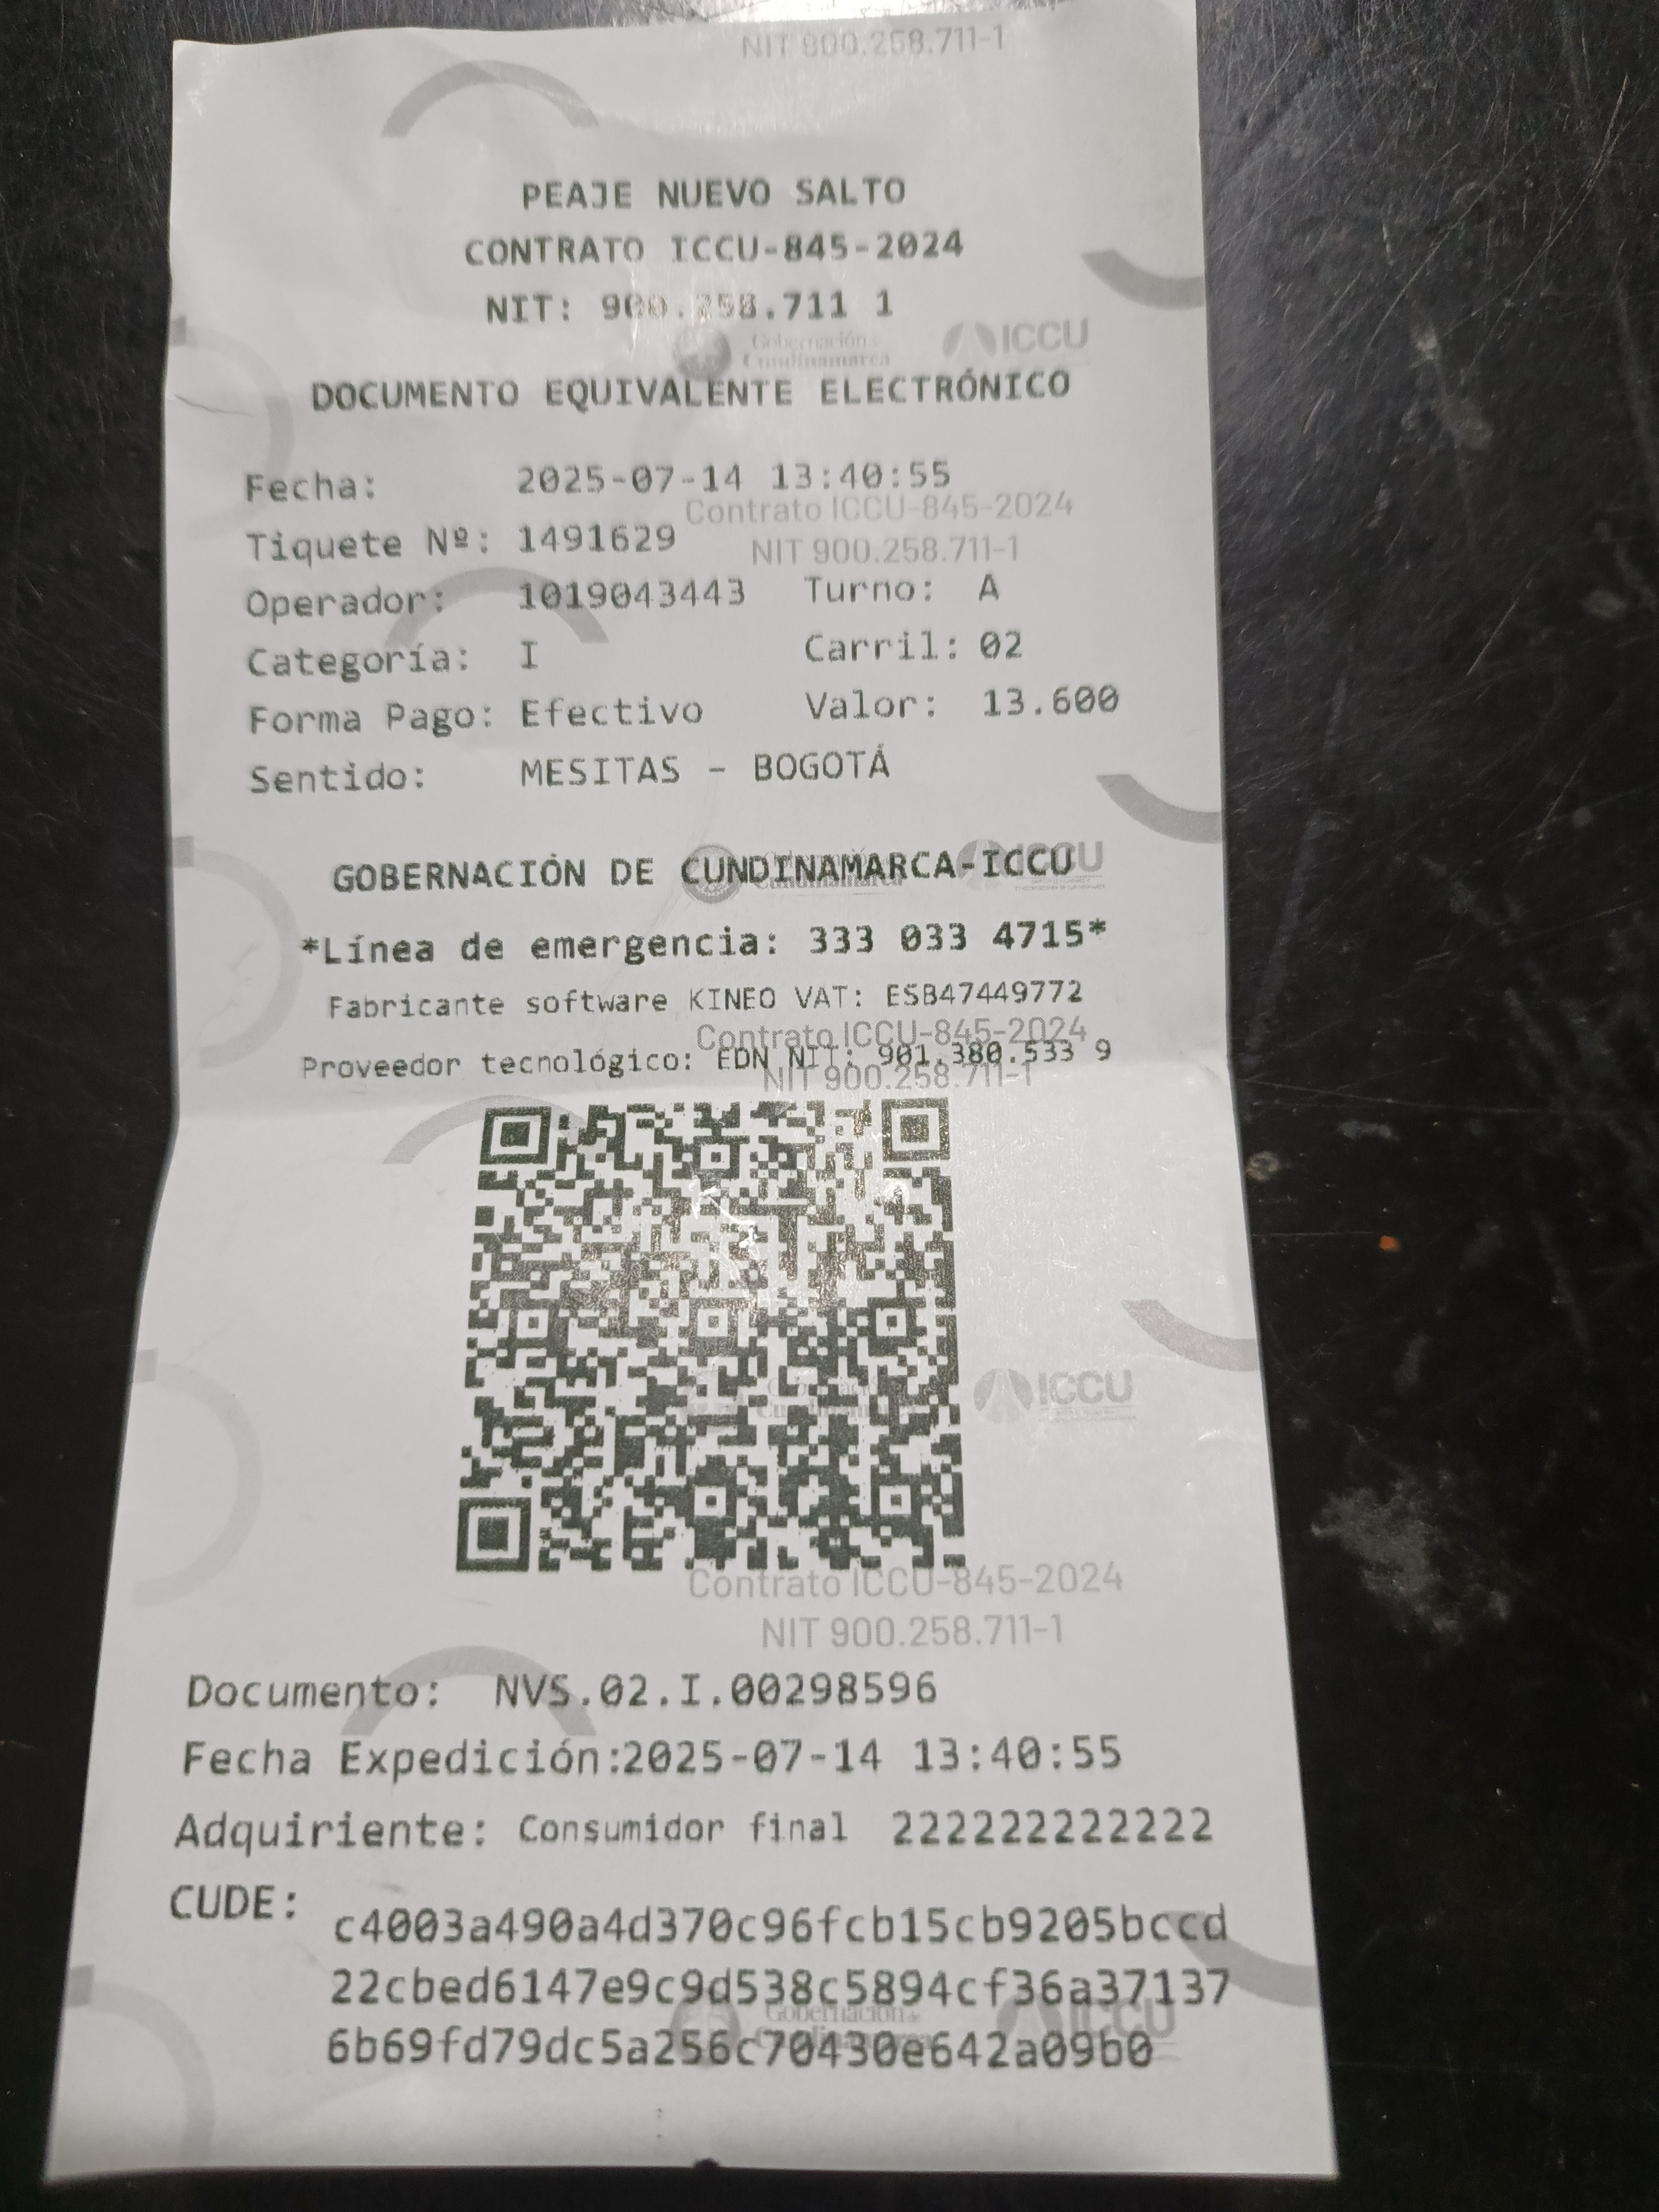 NIT 900.258.711-1
PEAJE NUEVO SALTO
CONTRATO ICCU-845-2024
NIT: 900.258.711 1
Gobernación de Cundinamarca ICCU
DOCUMENTO EQUIVALENTE ELECTRÓNICO
Fecha: 2025-07-14 13:40:55
Contrato ICCU-845-2024
Tiquete Nº: 1491629
NIT 900.258.711-1
Operador: 1019043443 Turno: A
Categoría: I Carril: 02
Forma Pago: Efectivo Valor: 13.600
Sentido: MESITAS - BOGOTÁ
GOBERNACIÓN DE CUNDINAMARCA-ICCU
*Línea de emergencia: 333 033 4715*
Fabricante software KINEO VAT: ESB47449772
Contrato ICCU-845-2024
Proveedor tecnológico: EDN NIT: 901.380.533 9
NIT 900.258.711-1
ICCU
Contrato ICCU-845-2024
NIT 900.258.711-1
Documento: NVS.02.I.00298596
Fecha Expedición:2025-07-14 13:40:55
Adquiriente: Consumidor final 222222222222
CUDE:
c4003a490a4d370c96fcb15cb9205bccd
22cbed6147e9c9d538c5894cf36a37137
6b69fd79dc5a256c70430e642a09b0